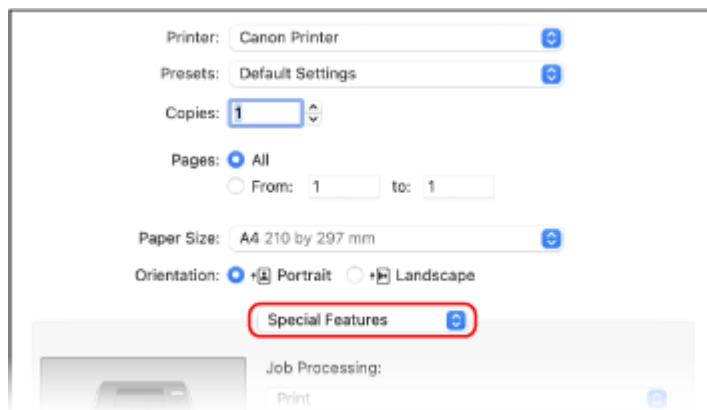 Printer: Canon Printer
Presets: Default Settings
Copies: 1
Pages: All
From: 1 to: 1
Paper Size: A4 210 by 297 mm
Orientation: Portrait Landscape
Special Features
Job Processing:
Print